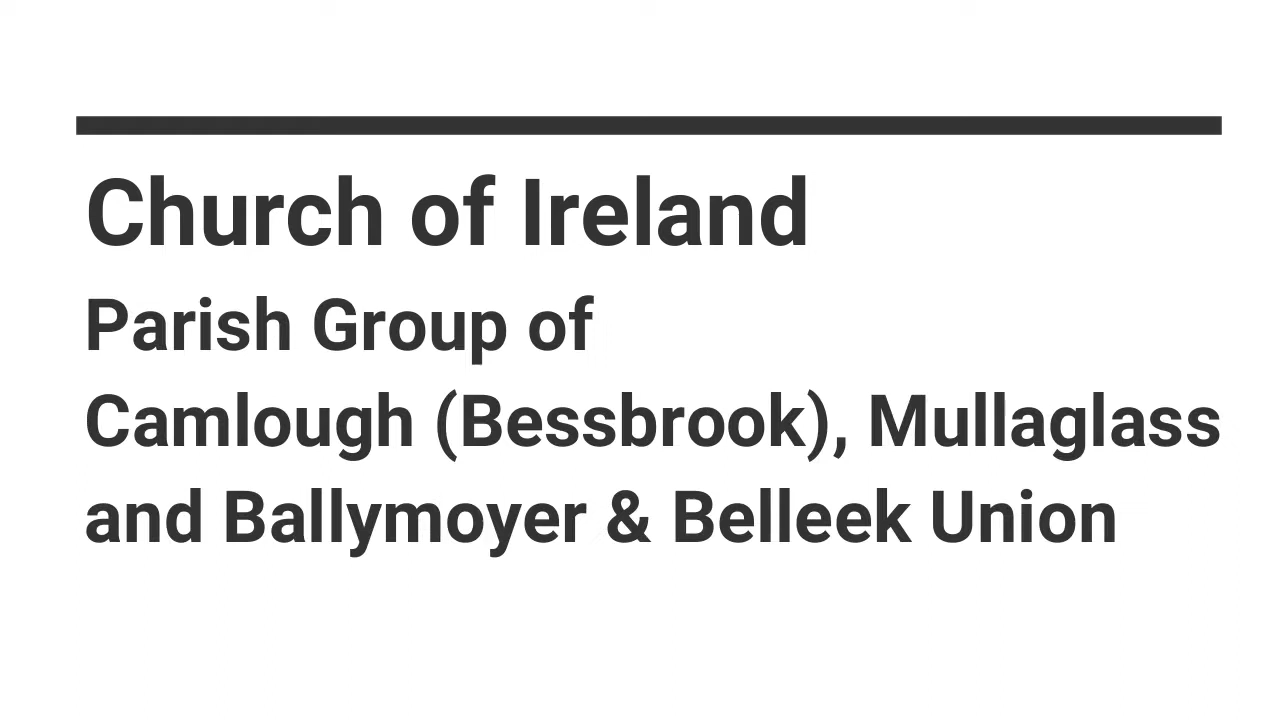 Church of Ireland
Parish Group of
Camlough (Bessbrook), Mullaglass
and Ballymoyer & Belleek Union